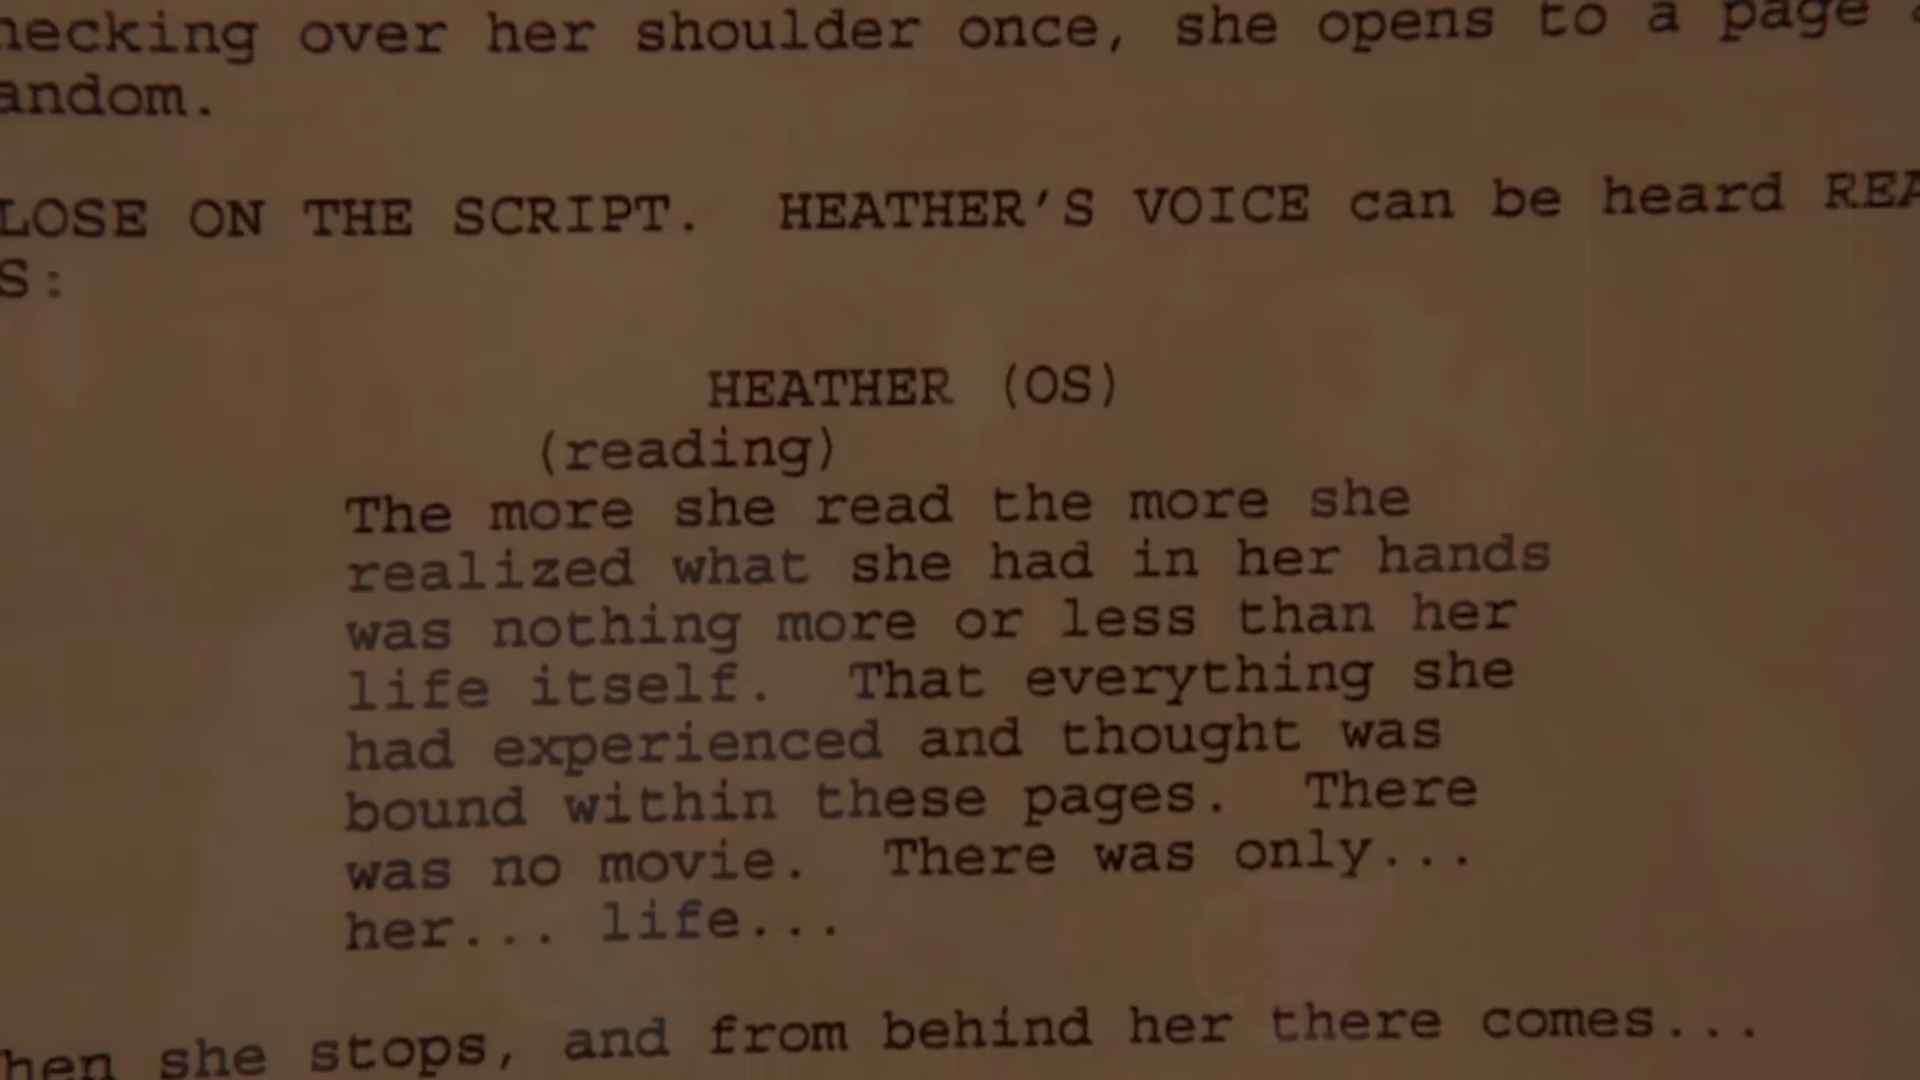 hecking over her shoulder once, she opens to a page
andom.
LOSE ON THE SCRIPT. HEATHER'S VOICE can be heard REA
S:
HEATHER (OS)
(reading)
The more she read the more she
realized what she had in her hands
was nothing more or less than her
life itself. That everything she
had experienced and thought was
bound within these pages. There
was no movie. There was only...
her... life...
hen she stops, and from behind her there comes...